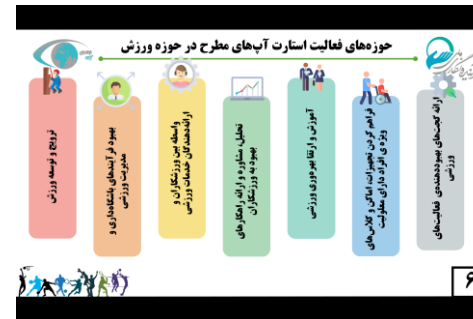 حوزه‌های فعالیت استارت آپ‌های مطرح در حوزه ورزش
ارائه گجت‌های بهبوددهنده‌ی فعالیت‌های
ورزشی
فراهم کردن تجهیزات، اماکن و کلاس‌های
ویژه ی افراد دارای معلولیت
آموزش و ارتقا بهره‌وری ورزشی
تحلیل، مشاوره و ارائه راهکارهای
بهبود به ورزشکاران
واسطه بین ورزشکاران و
ارائه‌دهندگان خدمات ورزشی
بهبود فرآیندهای باشگاه‌داری و
مدیریت ورزشی
ترویج و توسعه ورزش
۶